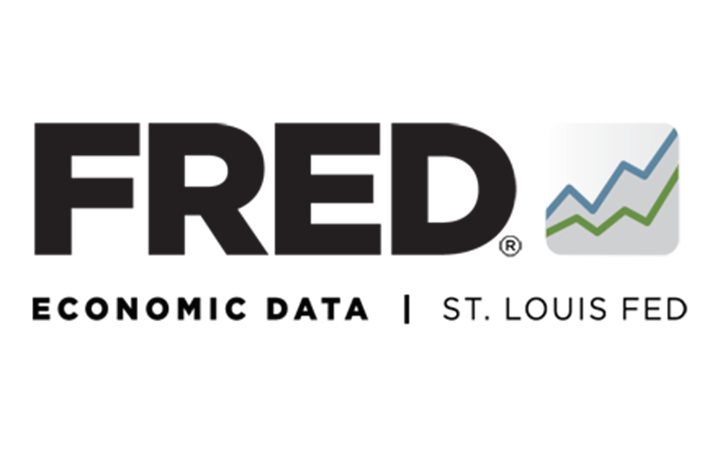 FRED®
ECONOMIC DATA | ST. LOUIS FED